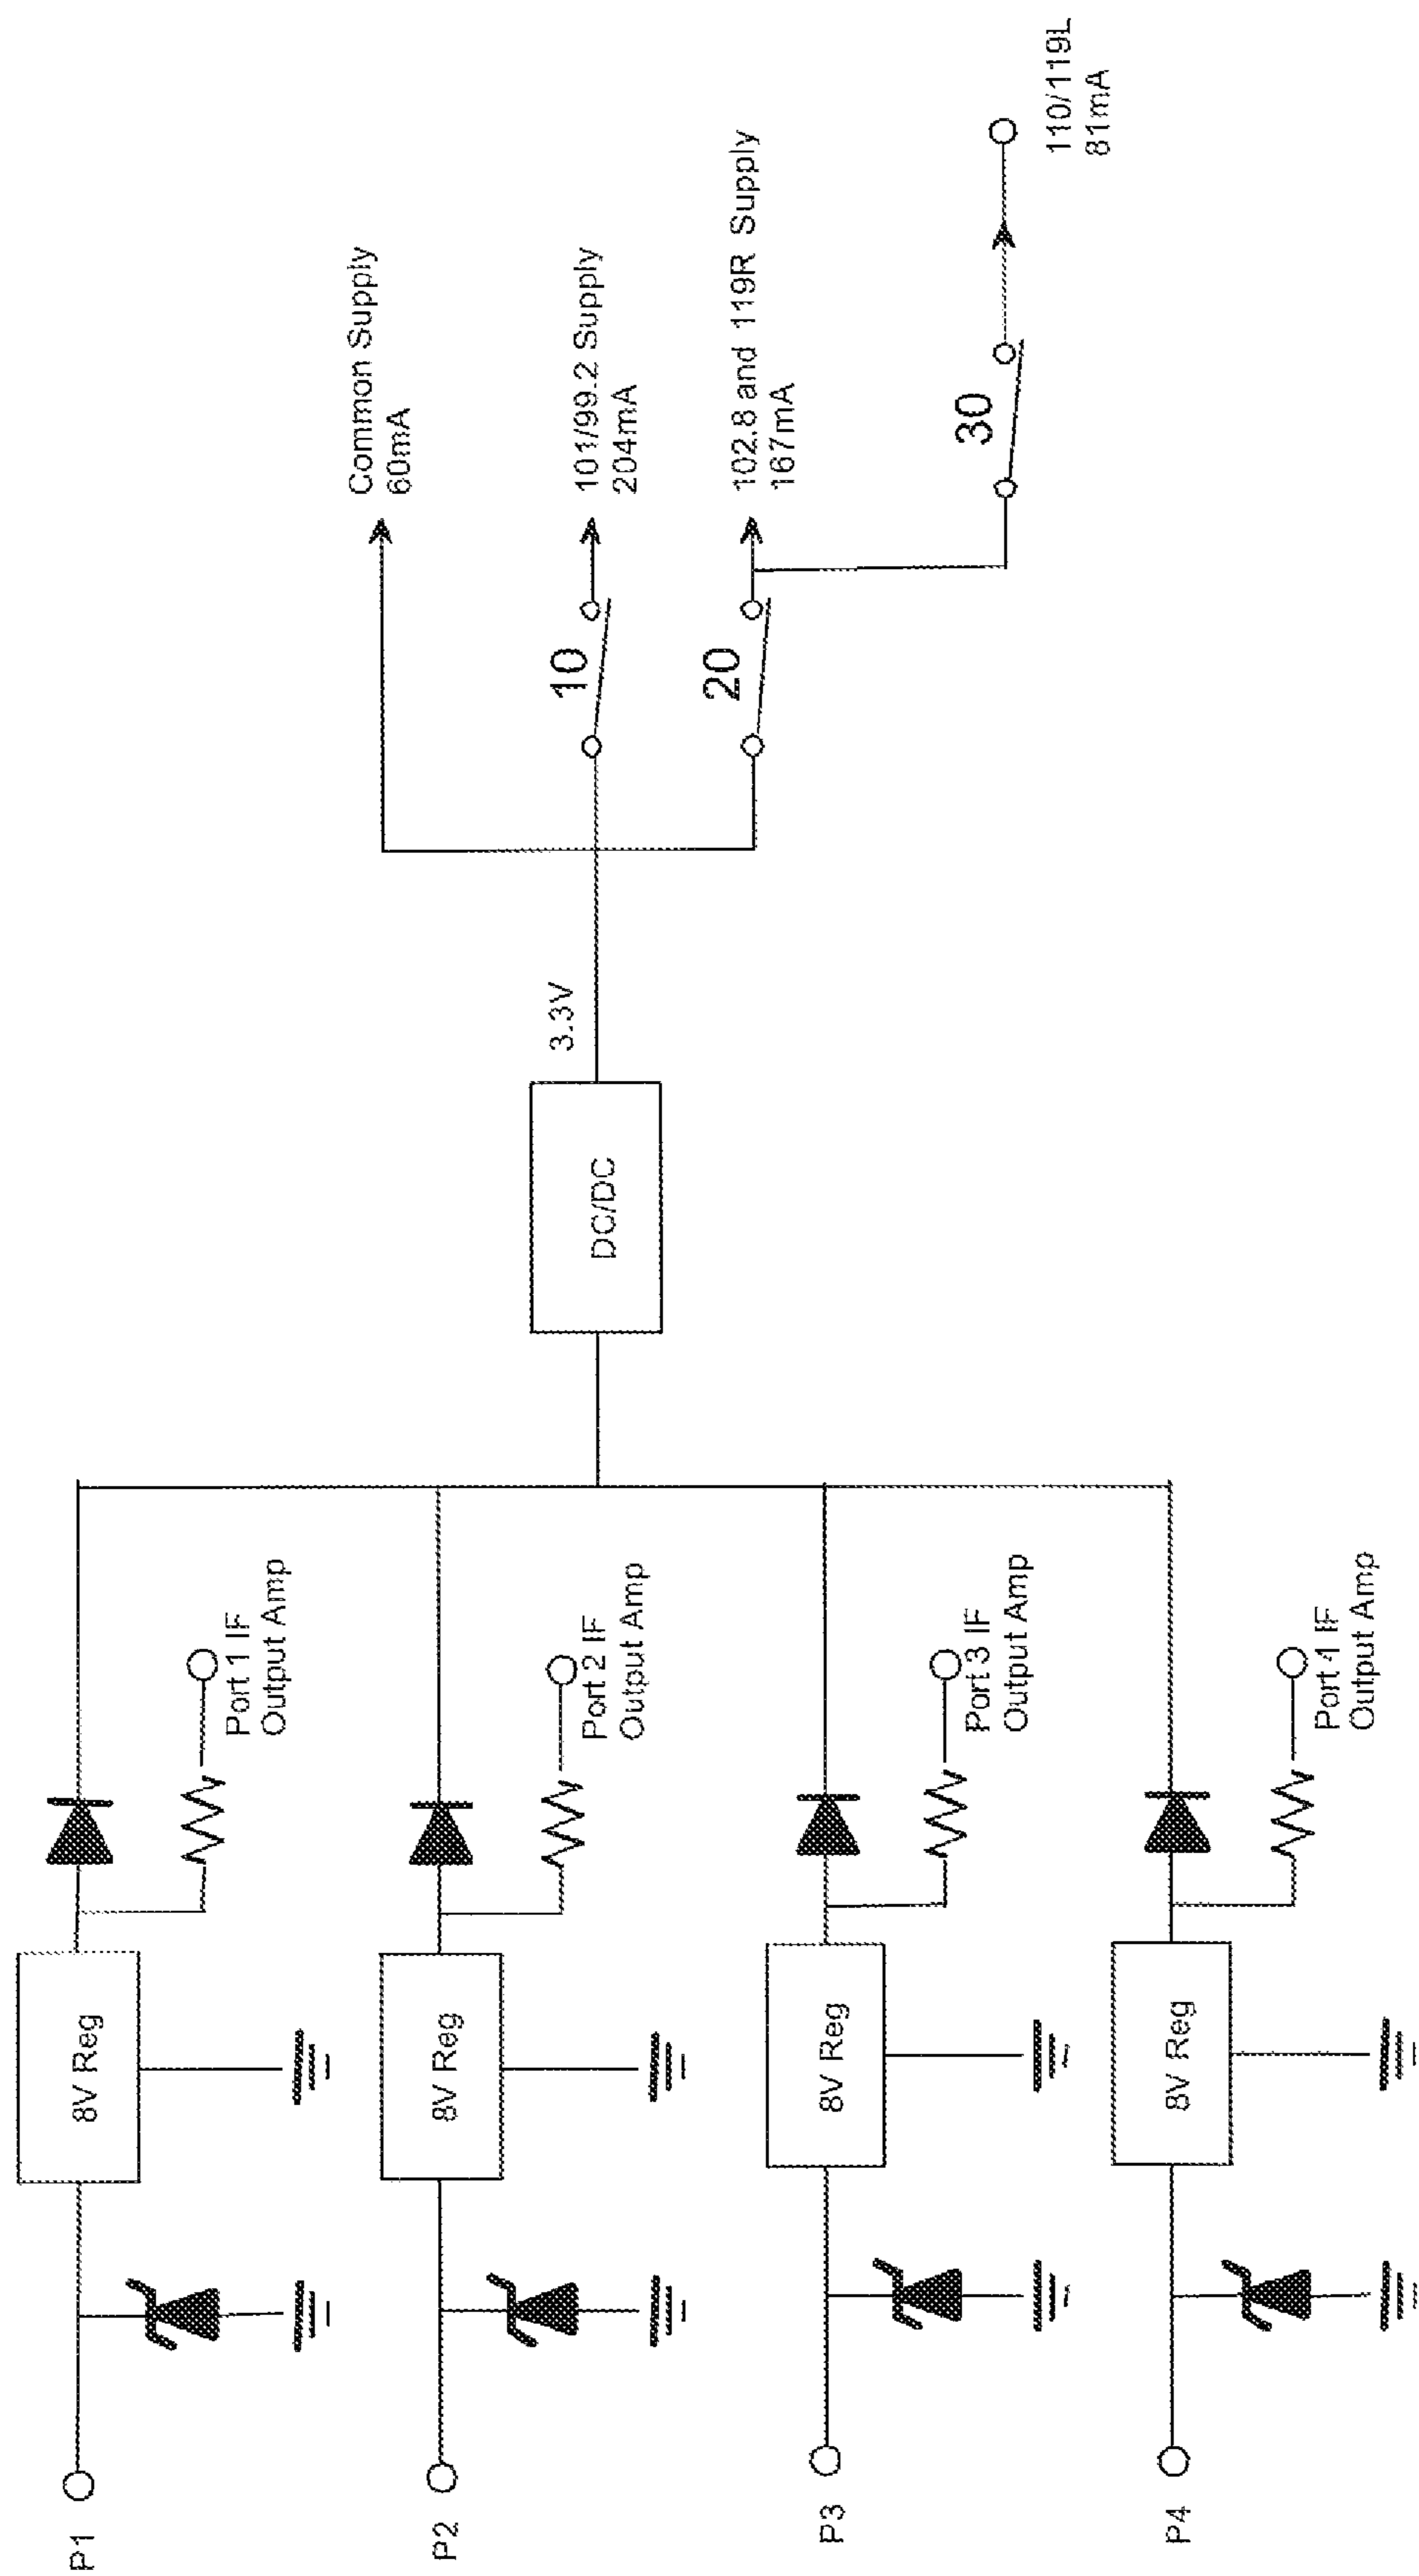 P1
8V Reg
Port 1 IF
Output Amp
P2
8V Reg
Port 2 IF
Output Amp
P3
8V Reg
Port 3 IF
Output Amp
P4
8V Reg
Port 4 IF
Output Amp
DC/DC
3.3V
Common Supply
60mA
10
101/99.2 Supply
204mA
20
102.8 and 119R Supply
167mA
30
110/119L
81mA